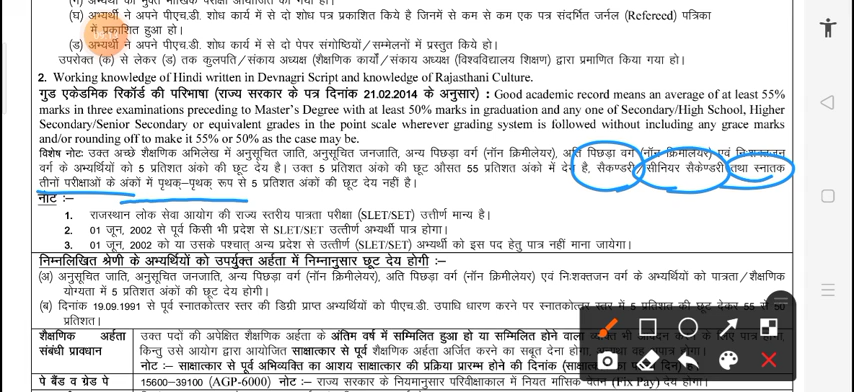 (घ) अभ्यर्थी ने अपने पीएच.डी. शोध कार्य में से दो शोध पत्र प्रकाशित किये है जिनमें से कम से कम एक पत्र संदर्भित जर्नल (Refereed) पत्रिका
में प्रकाशित हुआ हो।
(ड) अभ्यर्थी ने अपने पीएच.डी. शोध कार्य में से दो पेपर संगोष्ठियों/सम्मेलनों में प्रस्तुत किये हो।
उपरोक्त (क) से लेकर (ड) तक कुलपति/संकाय अध्यक्ष (शैक्षणिक कार्यों/संकाय अध्यक्ष (विश्वविद्यालय शिक्षण) द्वारा प्रमाणित किया गया हो।
2. Working knowledge of Hindi written in Devnagri Script and knowledge of Rajasthani Culture.
गुड एकेडमिक रिकॉर्ड की परिभाषा (राज्य सरकार के पत्र दिनांक 21.02.2014 के अनुसार) : Good academic record means an average of at least 55%
marks in three examinations preceding to Master's Degree with at least 50% marks in graduation and any one of Secondary/High School, Higher
Secondary/Senior Secondary or equivalent grades in the point scale wherever grading system is followed without including any grace marks
and/or rounding off to make it 55% or 50% as the case may be.
विशेष नोट: उक्त अच्छे शैक्षणिक अभिलेख में अनुसूचित जाति, अनुसूचित जनजाति, अन्य पिछड़ा वर्ग (नॉन क्रिमीलेयर), अति पिछड़ा वर्ग (नॉन क्रिमीलेयर) एवं निःशक्तजन
वर्ग के अभ्यर्थियों को 5 प्रतिशत अंकों की छूट देय है। उक्त 5 प्रतिशत अंकों की छूट औसत 55 प्रतिशत अंकों में देय है, सैकण्डरी/सीनियर सैकेण्डरी तथा स्नातक
तीनों परीक्षाओं के अंकों में पृथक-पृथक रूप से 5 प्रतिशत अंकों की छूट देय नहीं है।
नोट :-
1. राजस्थान लोक सेवा आयोग की राज्य स्तरीय पात्रता परीक्षा (SLET/SET) उत्तीर्ण मान्य है।
2. 01 जून, 2002 से पूर्व किसी भी प्रदेश से SLET/SET उत्तीर्ण अभ्यर्थी पात्र होगा।
3. 01 जून, 2002 को या उसके पश्चात् अन्य प्रदेश से उत्तीर्ण (SLET/SET) अभ्यर्थी को इस पद हेतु पात्र नहीं माना जायेगा।
निम्नलिखित श्रेणी के अभ्यर्थियों को उपर्युक्त अर्हता में निम्नानुसार छूट देय होगी :-
(अ) अनुसूचित जाति, अनुसूचित जनजाति, अन्य पिछड़ा वर्ग (नॉन क्रिमीलेयर), अति पिछड़ा वर्ग (नॉन क्रिमीलेयर) एवं निःशक्तजन वर्ग के अभ्यर्थियों को पात्रता/शैक्षणिक
योग्यता में 5 प्रतिशत की छूट देय होगी।
(ब) दिनांक 19.09.1991 से पूर्व स्नातकोत्तर स्तर की डिग्री प्राप्त अभ्यर्थियों को पीएच.डी. उपाधि धारण करने पर स्नातकोत्तर स्तर में 5 प्रतिशत की छूट देकर 55 से 50
प्रतिशत।
शैक्षणिक अर्हता उक्त पदों की अपेक्षित शैक्षणिक अर्हता के अंतिम वर्ष में सम्मिलित हुआ हो या सम्मिलित होने वाला
संबंधी प्रावधान किन्तु उसे आयोग द्वारा आयोजित साक्षात्कार से पूर्व शैक्षणिक अर्हता अर्जित करने का सबूत देना होगा
नोट :- साक्षात्कार से पूर्व अभिव्यक्ति का आशय साक्षात्कार की प्रक्रिया प्रारम्भ होने की दिनांक
पे बैंड व ग्रेड पे 15600-39100 (AGP-6000) नोट :- राज्य सरकार के नियमानुसार परिवीक्षाकाल में नियत मासिक वेतन (Fix Pay) देय होगा।